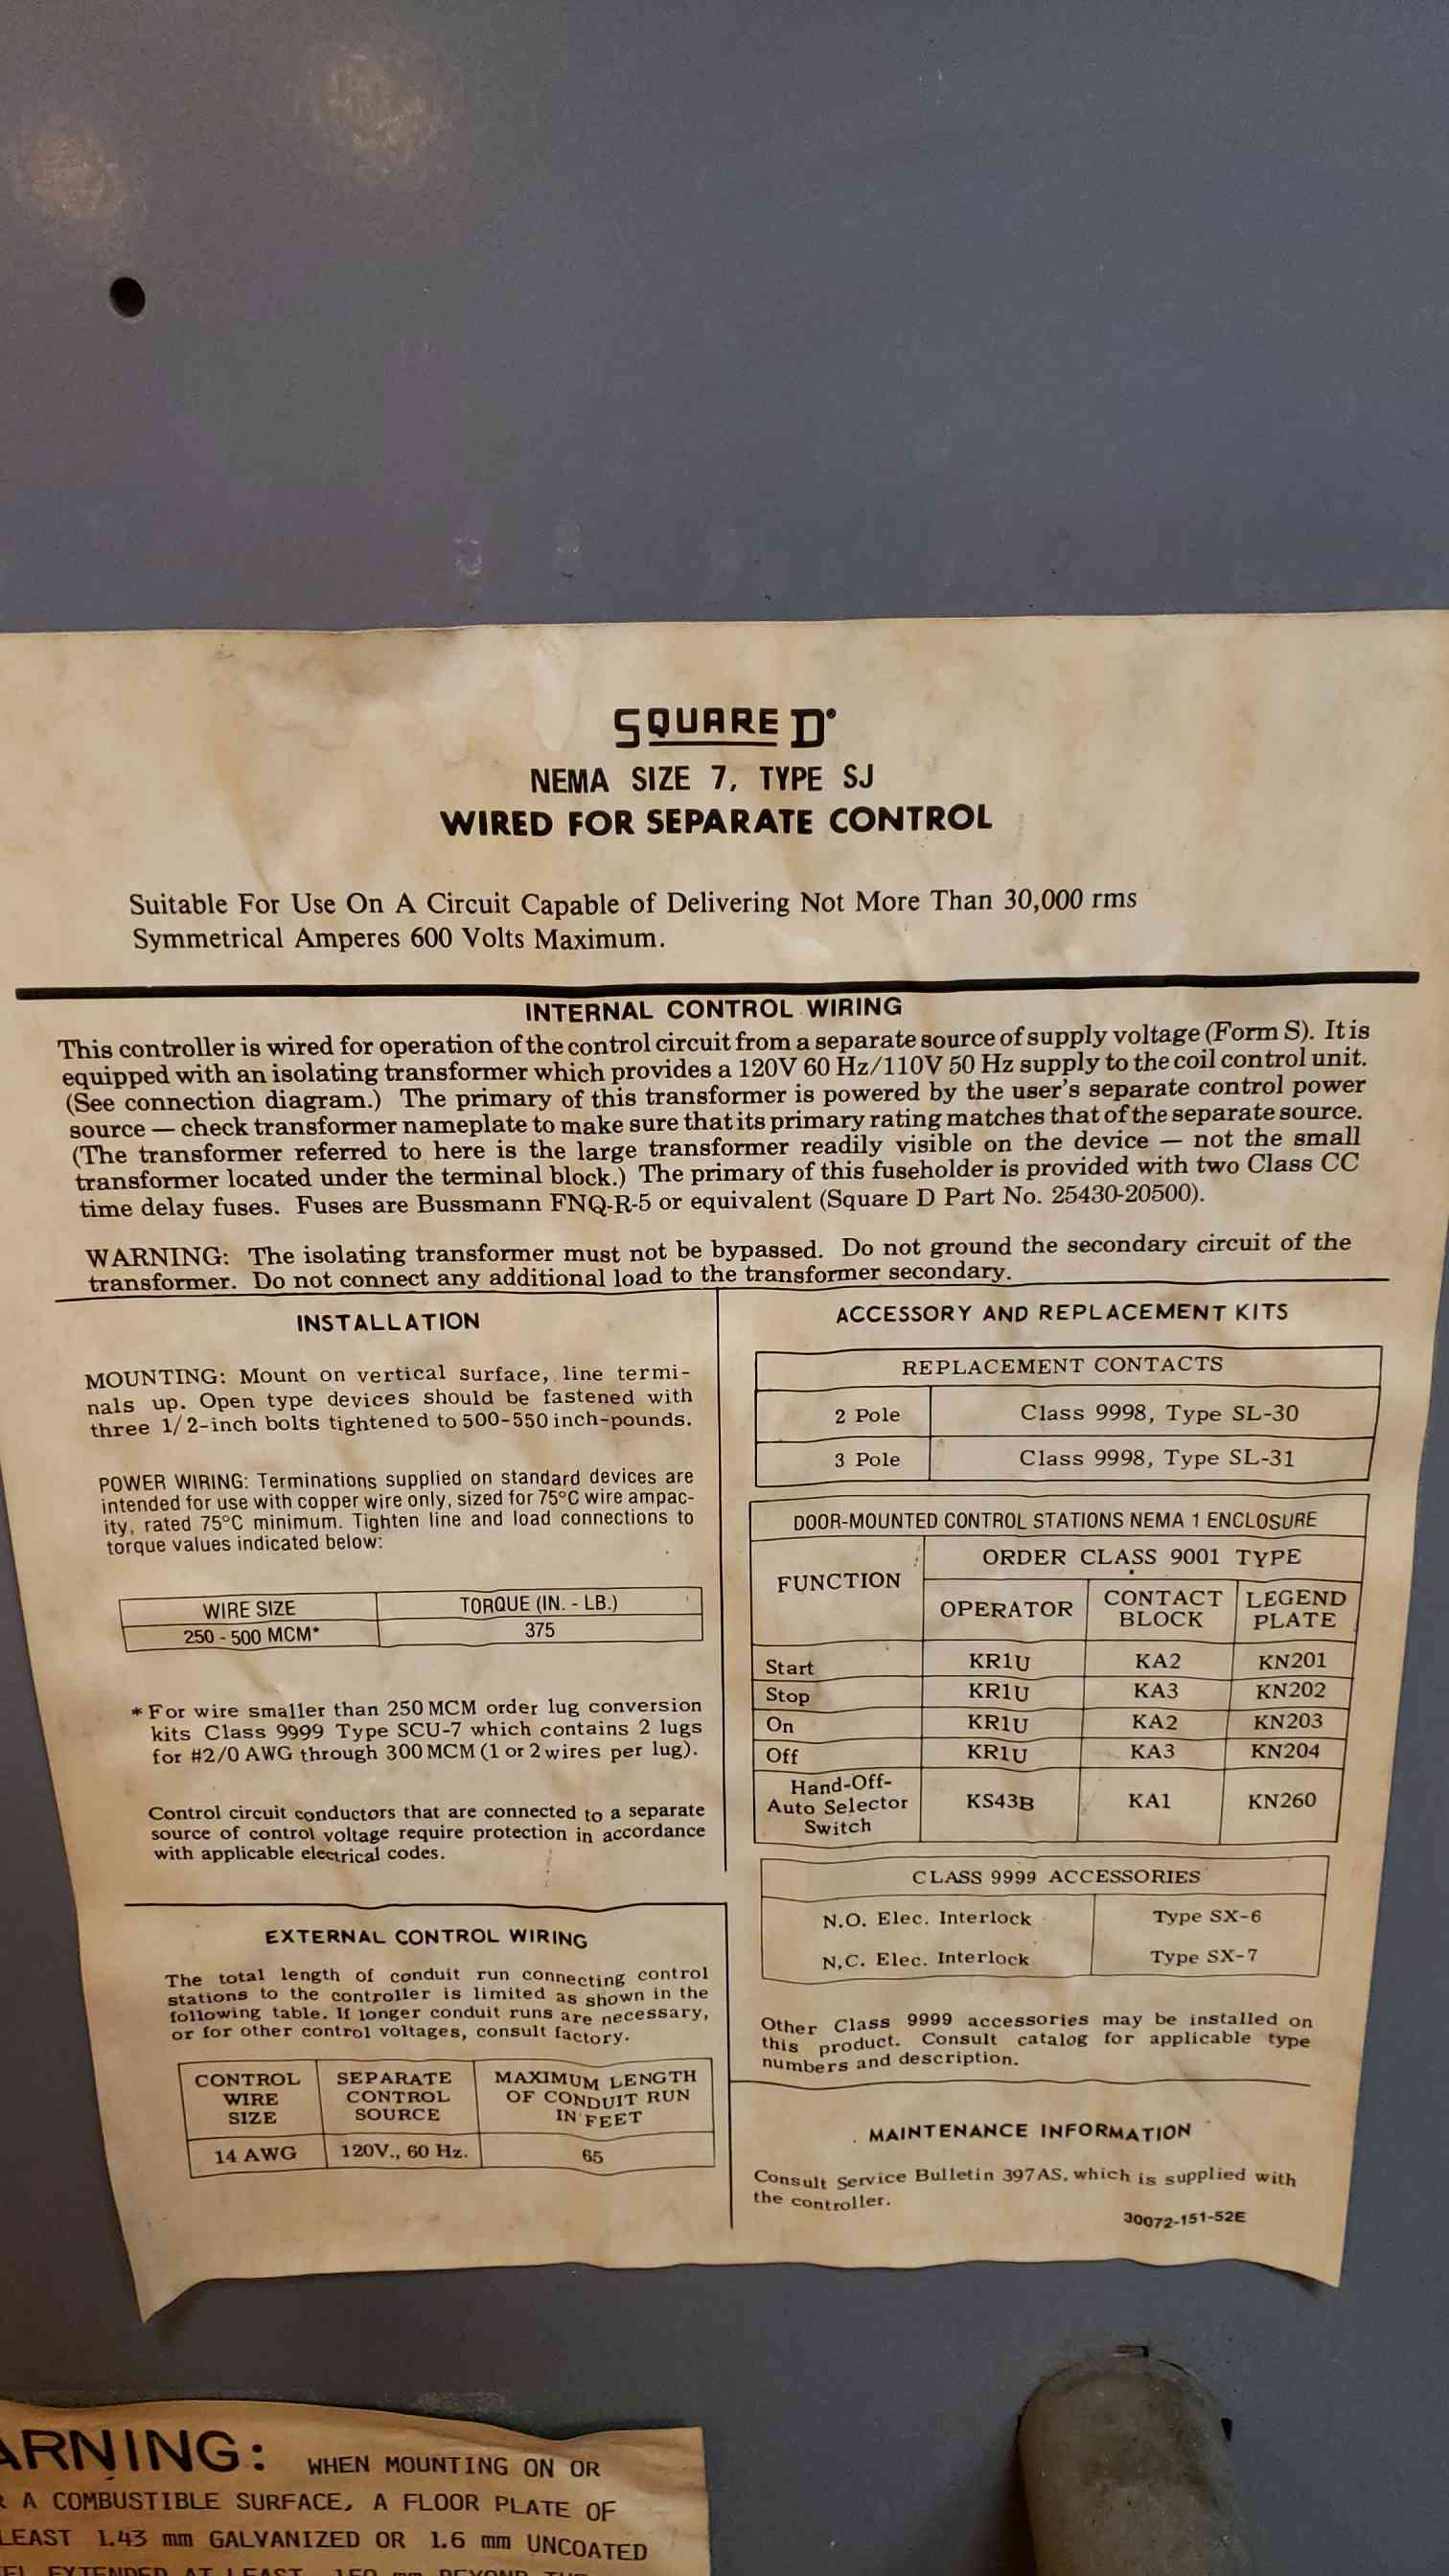 SQUARE D
NEMA SIZE 7, TYPE SJ
WIRED FOR SEPARATE CONTROL
Suitable For Use On A Circuit Capable of Delivering Not More Than 30,000 rms
Symmetrical Amperes 600 Volts Maximum.
INTERNAL CONTROL WIRING
This controller is wired for operation of the control circuit from a separate source of supply voltage (Form S). It is
equipped with an isolating transformer which provides a 120V 60 Hz/110V 50 Hz supply to the coil control unit.
(See connection diagram.) The primary of this transformer is powered by the user's separate control power
source — check transformer nameplate to make sure that its primary rating matches that of the separate source.
(The transformer referred to here is the large transformer readily visible on the device — not the small
transformer located under the terminal block.) The primary of this fuseholder is provided with two Class CC
time delay fuses. Fuses are Bussmann FNQ-R-5 or equivalent (Square D Part No. 25430-20500).
WARNING: The isolating transformer must not be bypassed. Do not ground the secondary circuit of the
transformer. Do not connect any additional load to the transformer secondary.
INSTALLATION
MOUNTING: Mount on vertical surface, line termi-
nals up. Open type devices should be fastened with
three 1/2-inch bolts tightened to 500-550 inch-pounds.
POWER WIRING: Terminations supplied on standard devices are
intended for use with copper wire only, sized for 75°C wire ampac-
ity, rated 75°C minimum. Tighten line and load connections to
torque values indicated below:
WIRE SIZE TORQUE (IN. - LB.)
250 - 500 MCM* 375
* For wire smaller than 250 MCM order lug conversion
kits Class 9999 Type SCU-7 which contains 2 lugs
for #2/0 AWG through 300 MCM (1 or 2 wires per lug).
Control circuit conductors that are connected to a separate
source of control voltage require protection in accordance
with applicable electrical codes.
EXTERNAL CONTROL WIRING
The total length of conduit run connecting control
stations to the controller is limited as shown in the
following table. If longer conduit runs are necessary,
or for other control voltages, consult factory.
CONTROL WIRE SIZE SEPARATE CONTROL SOURCE MAXIMUM LENGTH OF CONDUIT RUN IN FEET
14 AWG 120V., 60 Hz. 65
ACCESSORY AND REPLACEMENT KITS
REPLACEMENT CONTACTS
2 Pole Class 9998, Type SL-30
3 Pole Class 9998, Type SL-31
DOOR-MOUNTED CONTROL STATIONS NEMA 1 ENCLOSURE
FUNCTION ORDER CLASS 9001 TYPE
OPERATOR CONTACT BLOCK LEGEND PLATE
Start KR1U KA2 KN201
Stop KR1U KA3 KN202
On KR1U KA2 KN203
Off KR1U KA3 KN204
Hand-Off-Auto Selector Switch KS43B KA1 KN260
CLASS 9999 ACCESSORIES
N.O. Elec. Interlock Type SX-6
N.C. Elec. Interlock Type SX-7
Other Class 9999 accessories may be installed on
this product. Consult catalog for applicable type
numbers and description.
MAINTENANCE INFORMATION
Consult Service Bulletin 397AS, which is supplied with
the controller.
30072-151-52E
ARNING: WHEN MOUNTING ON OR
A COMBUSTIBLE SURFACE, A FLOOR PLATE OF
LEAST 1.43 mm GALVANIZED OR 1.6 mm UNCOATED
EXTENDED AT LEAST